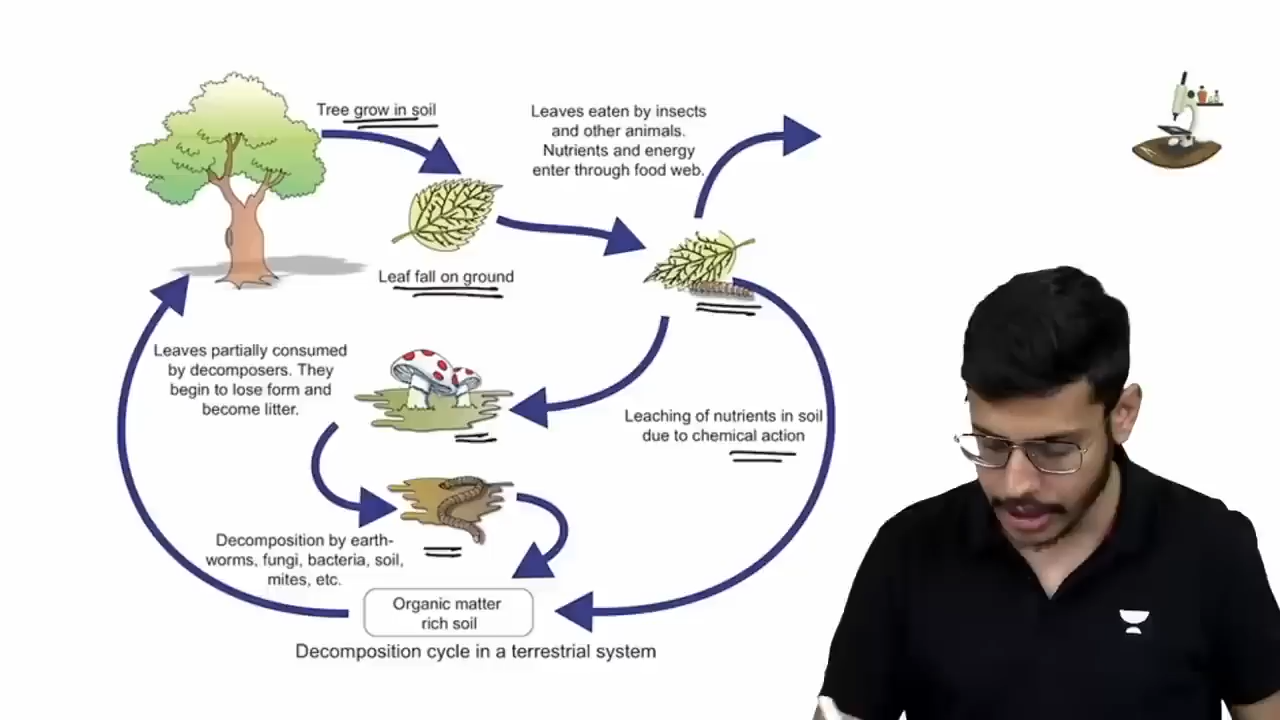 Tree grow in soil
Leaves eaten by insects
and other animals.
Nutrients and energy
enter through food web.
Leaf fall on ground
Leaves partially consumed
by decomposers. They
begin to lose form and
become litter.
Leaching of nutrients in soil
due to chemical action
Decomposition by earth-
worms, fungi, bacteria, soil,
mites, etc.
Organic matter
rich soil
Decomposition cycle in a terrestrial system